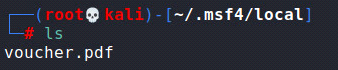 ┌──(root💀kali)-[~/.msf4/local]
└─# ls
voucher.pdf